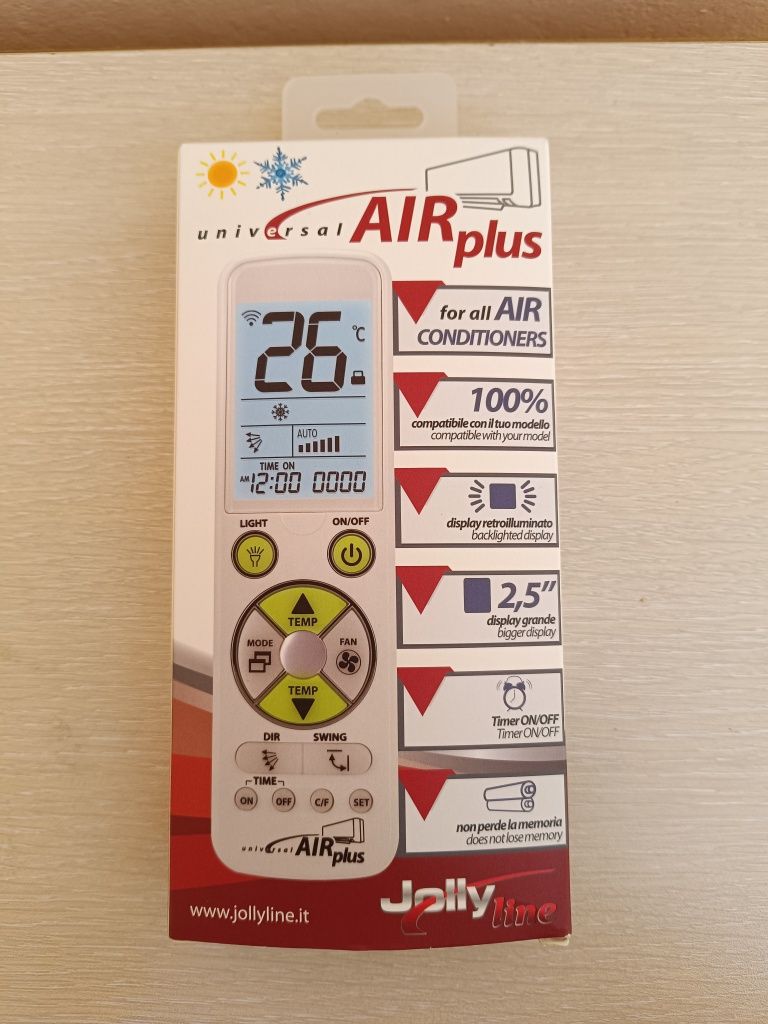 universal AIR plus
26 °C
AUTO
TIME ON
AM 12:00 0000
LIGHT ON/OFF
TEMP
MODE FAN
TEMP
DIR SWING
TIME
ON OFF C/F SET
universal AIR plus
for all AIR
CONDITIONERS
100%
compatibile con il tuo modello
compatible with your model
display retroilluminato
backlighted display
2,5”
display grande
bigger display
Timer ON/OFF
Timer ON/OFF
non perde la memoria
does not lose memory
www.jollyline.it
Jolly line